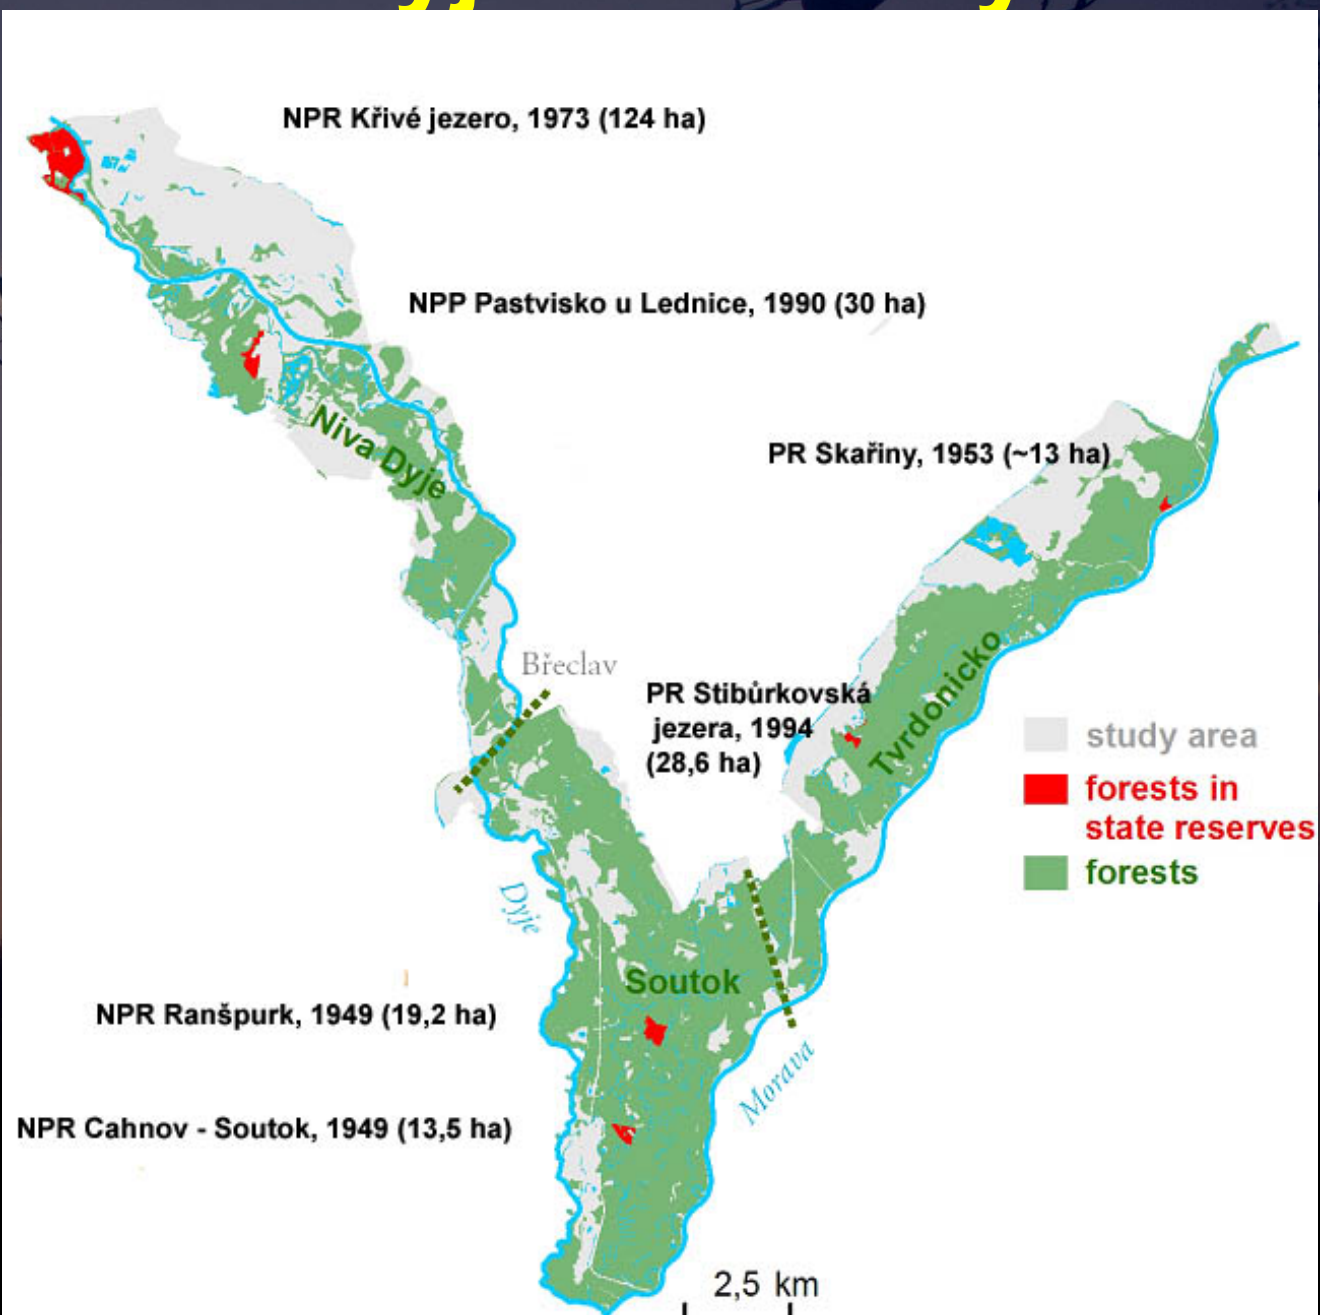 NPR Křivé jezero, 1973 (124 ha)
NPP Pastvisko u Lednice, 1990 (30 ha)
Niva Dyje
PR Skařiny, 1953 (~13 ha)
Břeclav
PR Stibůrkovská
jezera, 1994
(28,6 ha)
Tvrdonicko
study area
forests in
state reserves
forests
Dyje
Soutok
NPR Ranšpurk, 1949 (19,2 ha)
Morava
NPR Cahnov - Soutok, 1949 (13,5 ha)
2,5 km